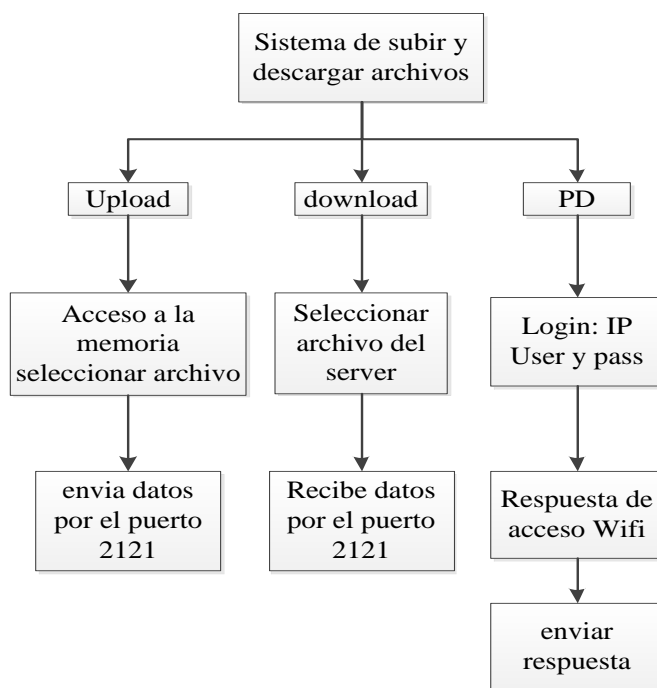 Sistema de subir y
descargar archivos
Upload
download
PD
Acceso a la
memoria
seleccionar archivo
Seleccionar
archivo del
server
Login: IP
User y pass
envia datos
por el puerto
2121
Recibe datos
por el puerto
2121
Respuesta de
acceso Wifi
enviar
respuesta